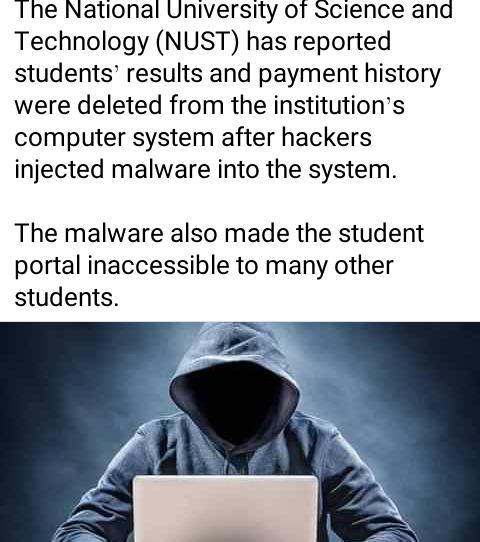 The National University of Science and
Technology (NUST) has reported
students’ results and payment history
were deleted from the institution’s
computer system after hackers
injected malware into the system.
The malware also made the student
portal inaccessible to many other
students.